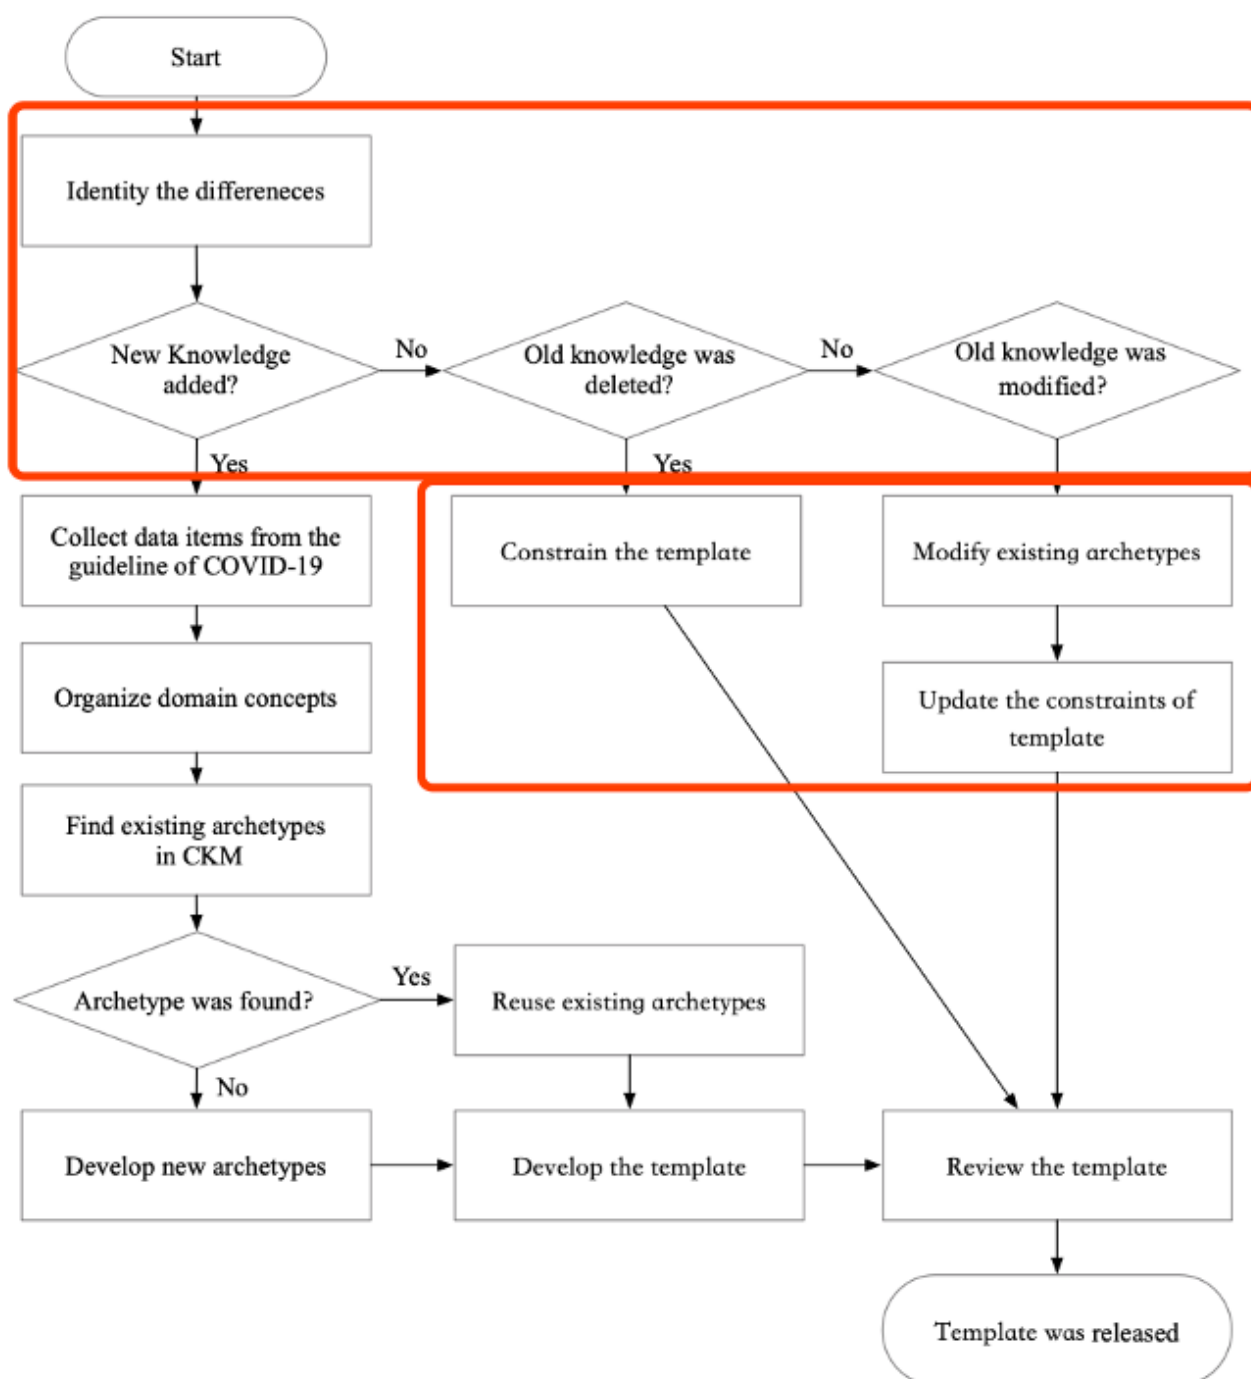 Start
Identity the differeneces
New Knowledge
added?
No
Old knowledge was
deleted?
No
Old knowledge was
modified?
Yes
Yes
Collect data items from the
guideline of COVID-19
Constrain the template
Modify existing archetypes
Organize domain concepts
Update the constraints of
template
Find existing archetypes
in CKM
Archetype was found?
Yes
Reuse existing archetypes
No
Develop new archetypes
Develop the template
Review the template
Template was released